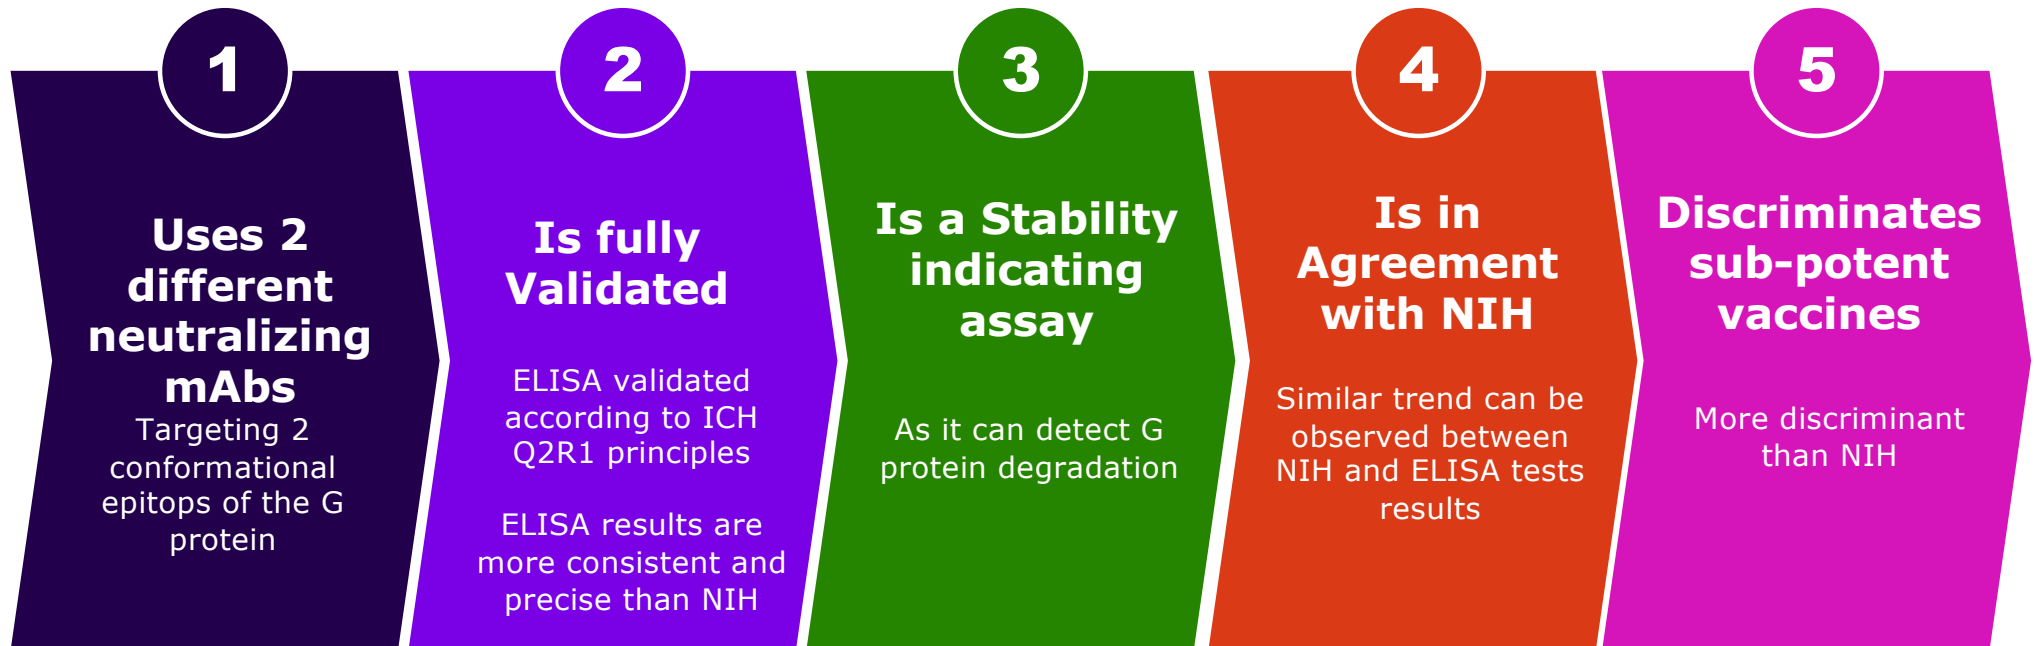 1
Uses 2
different
neutralizing
mAbs
Targeting 2
conformational
epitops of the G
protein
2
Is fully
Validated
ELISA validated
according to ICH
Q2R1 principles
ELISA results are
more consistent and
precise than NIH
3
Is a Stability
indicating
assay
As it can detect G
protein degradation
4
Is in
Agreement
with NIH
Similar trend can be
observed between
NIH and ELISA tests
results
5
Discriminates
sub-potent
vaccines
More discriminant
than NIH